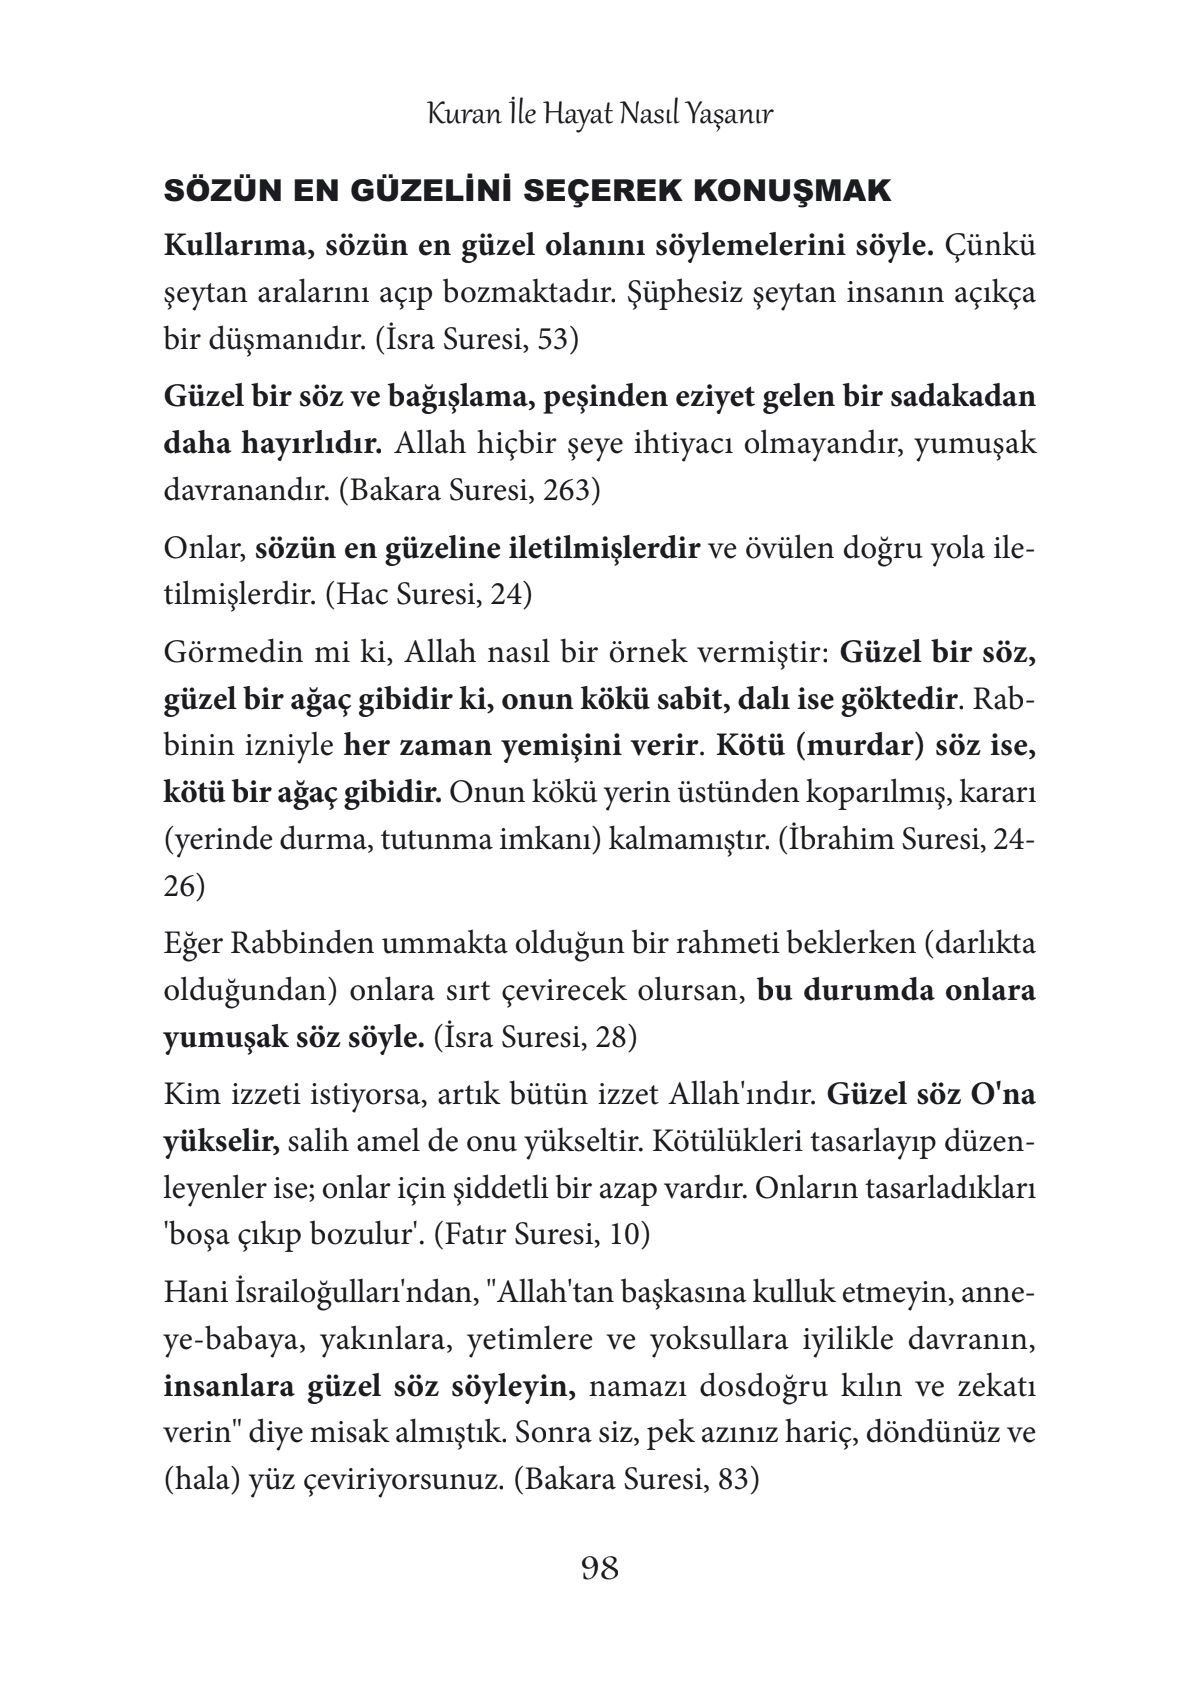 Kuran İle Hayat Nasıl Yaşanır
SÖZÜN EN GÜZELİNİ SEÇEREK KONUŞMAK
Kullarıma, sözün en güzel olanını söylemelerini söyle. Çünkü
şeytan aralarını açıp bozmaktadır. Şüphesiz şeytan insanın açıkça
bir düşmanıdır. (İsra Suresi, 53)
Güzel bir söz ve bağışlama, peşinden eziyet gelen bir sadakadan
daha hayırlıdır. Allah hiçbir şeye ihtiyacı olmayandır, yumuşak
davranandır. (Bakara Suresi, 263)
Onlar, sözün en güzeline iletilmişlerdir ve övülen doğru yola ile-
tilmişlerdir. (Hac Suresi, 24)
Görmedin mi ki, Allah nasıl bir örnek vermiştir: Güzel bir söz,
güzel bir ağaç gibidir ki, onun kökü sabit, dalı ise göktedir. Rab-
binin izniyle her zaman yemişini verir. Kötü (murdar) söz ise,
kötü bir ağaç gibidir. Onun kökü yerin üstünden koparılmış, kararı
(yerinde durma, tutunma imkanı) kalmamıştır. (İbrahim Suresi, 24-
26)
Eğer Rabbinden ummakta olduğun bir rahmeti beklerken (darlıkta
olduğundan) onlara sırt çevirecek olursan, bu durumda onlara
yumuşak söz söyle. (İsra Suresi, 28)
Kim izzeti istiyorsa, artık bütün izzet Allah'ındır. Güzel söz O'na
yükselir, salih amel de onu yükseltir. Kötülükleri tasarlayıp düzen-
leyenler ise; onlar için şiddetli bir azap vardır. Onların tasarladıkları
'boşa çıkıp bozulur'. (Fatır Suresi, 10)
Hani İsrailoğulları'ndan, "Allah'tan başkasına kulluk etmeyin, anne-
ye-babaya, yakınlara, yetimlere ve yoksullara iyilikle davranın,
insanlara güzel söz söyleyin, namazı dosdoğru kılın ve zekatı
verin" diye misak almıştık. Sonra siz, pek azınız hariç, döndünüz ve
(hala) yüz çeviriyorsunuz. (Bakara Suresi, 83)
98